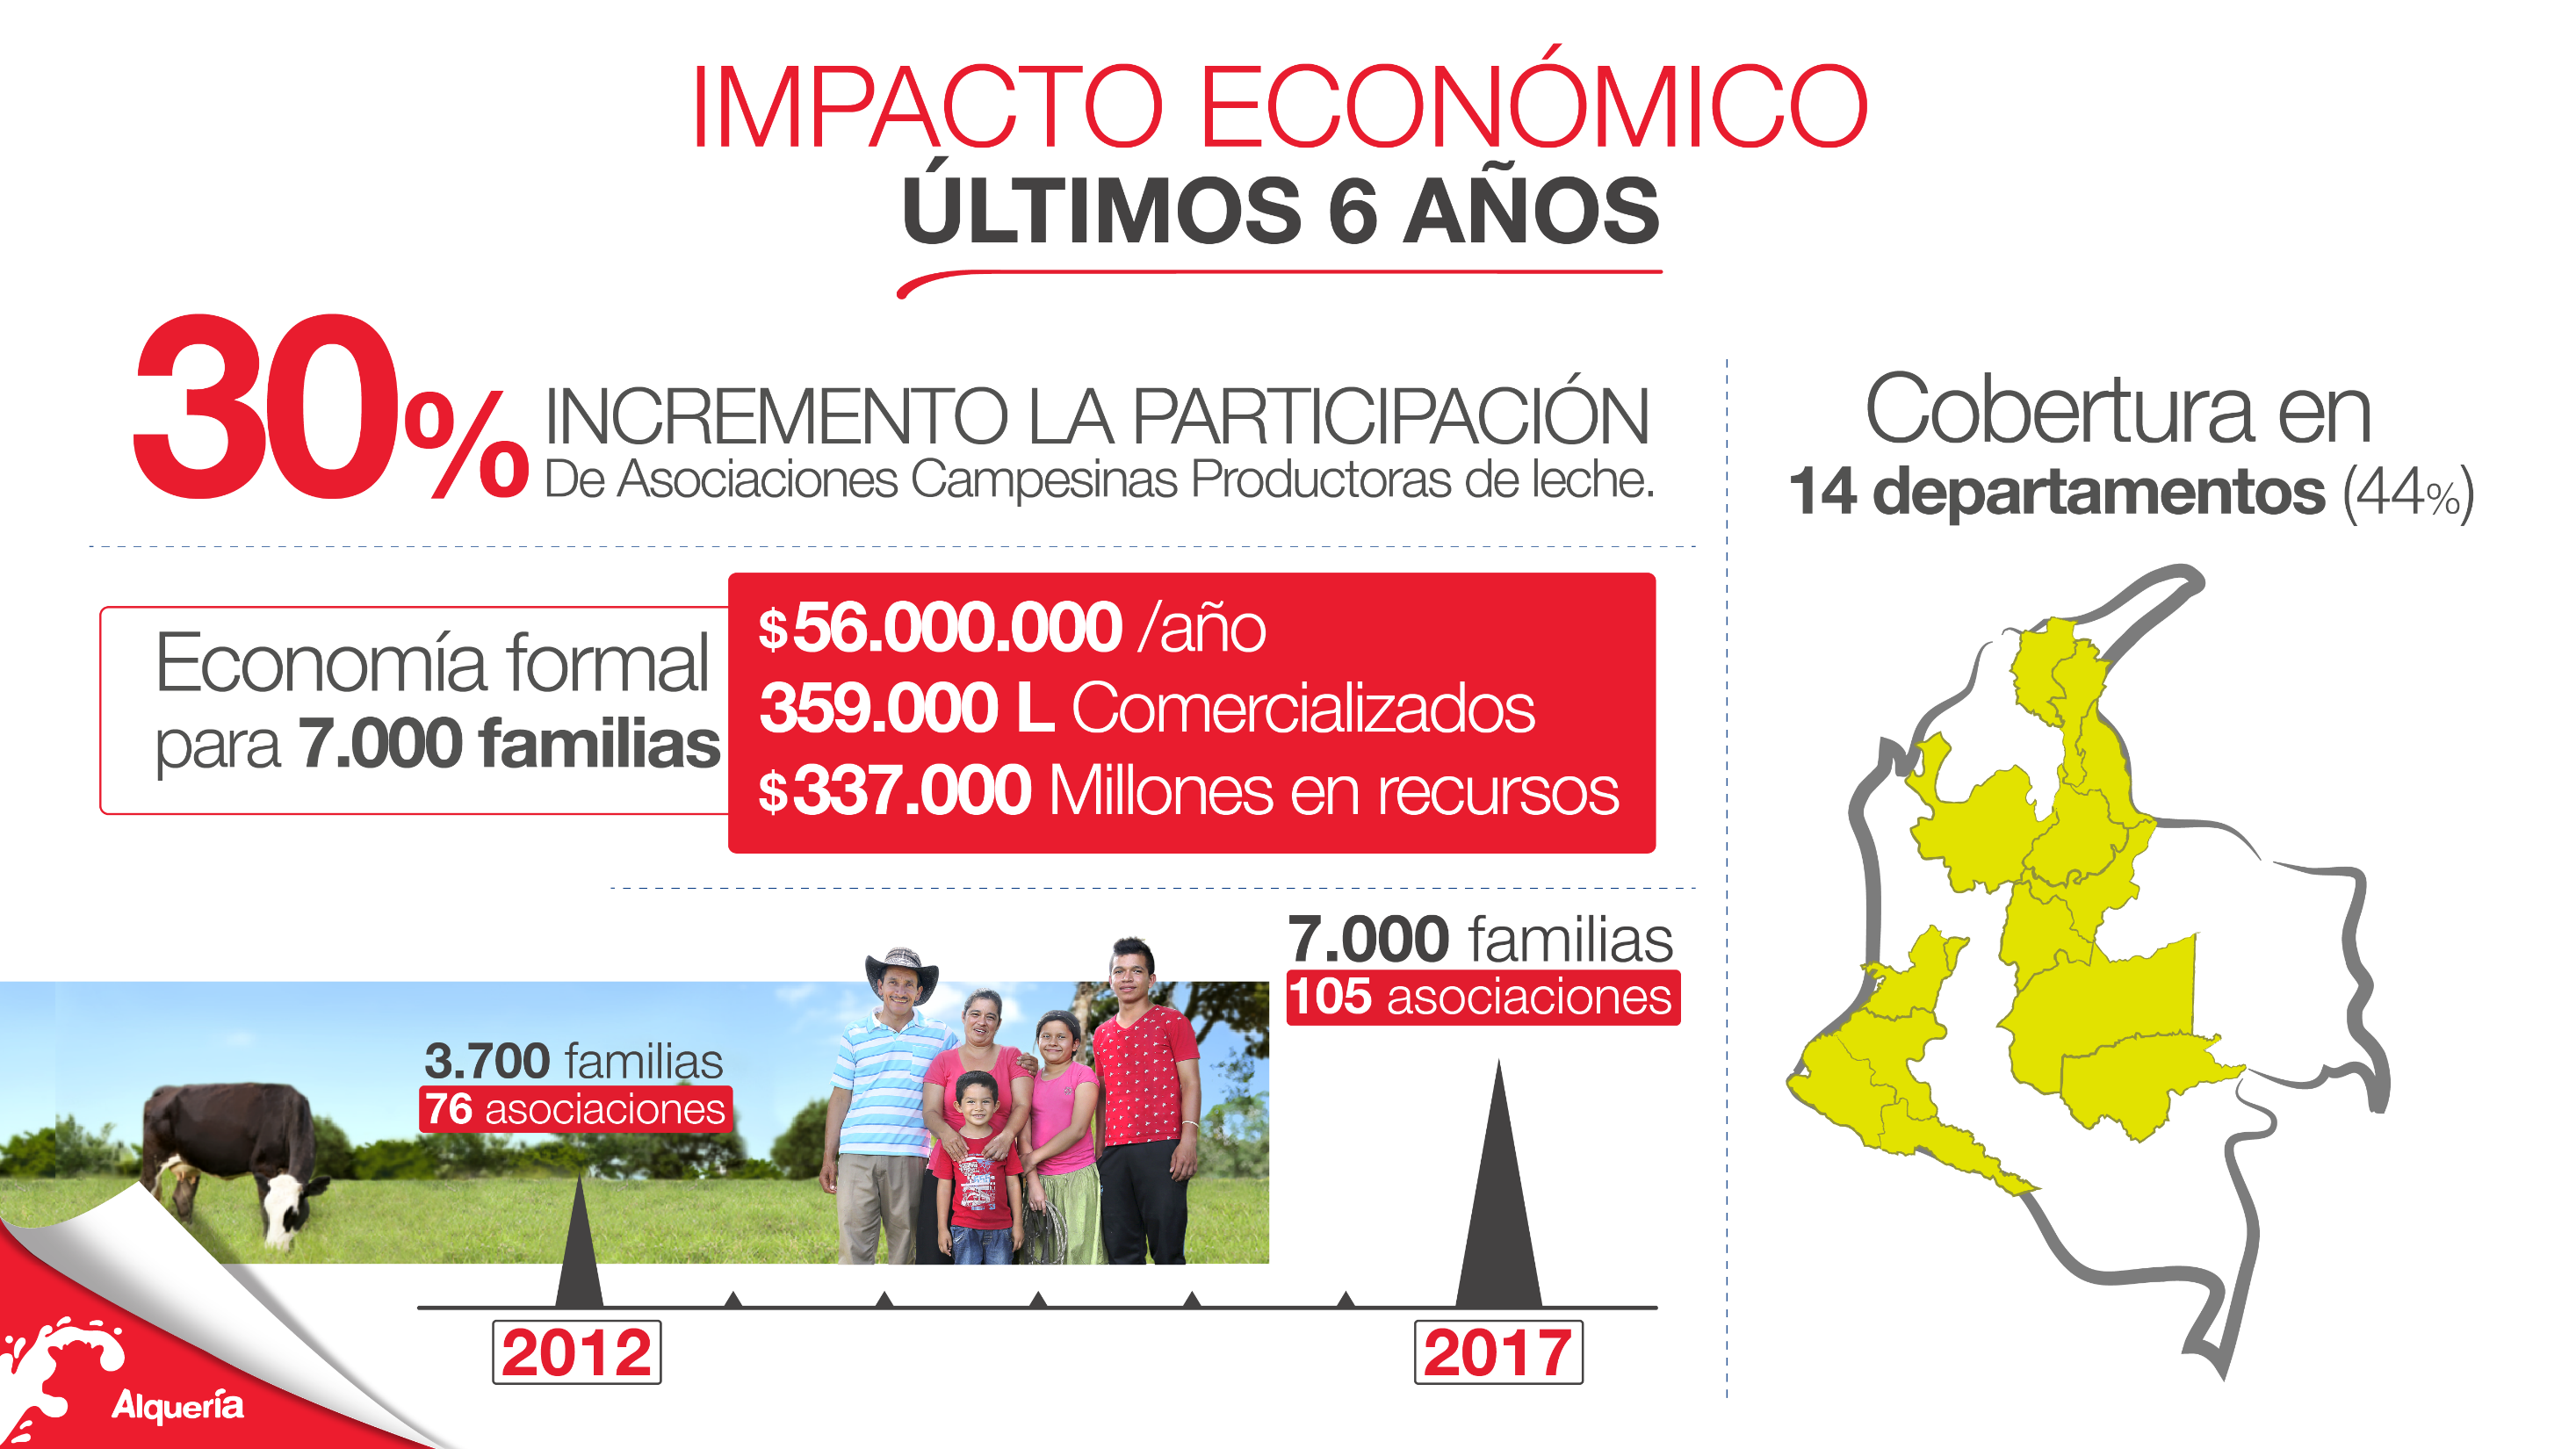 IMPACTO ECONÓMICO
ÚLTIMOS 6 AÑOS
30% INCREMENTO LA PARTICIPACIÓN
De Asociaciones Campesinas Productoras de leche.
Economía formal
para 7.000 familias
$56.000.000 /año
359.000 L Comercializados
$337.000 Millones en recursos
3.700 familias
76 asociaciones
7.000 familias
105 asociaciones
2012
2017
Cobertura en
14 departamentos (44%)
Alquería